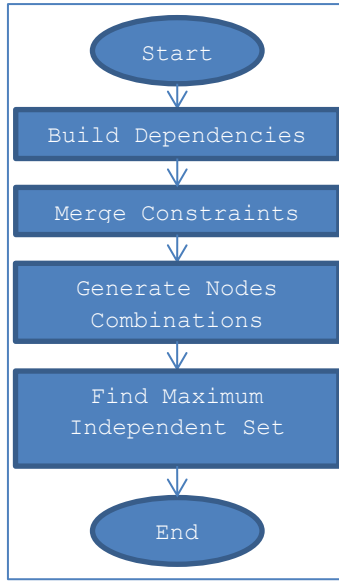 Start
Build Dependencies
Merge Constraints
Generate Nodes
Combinations
Find Maximum
Independent Set
End